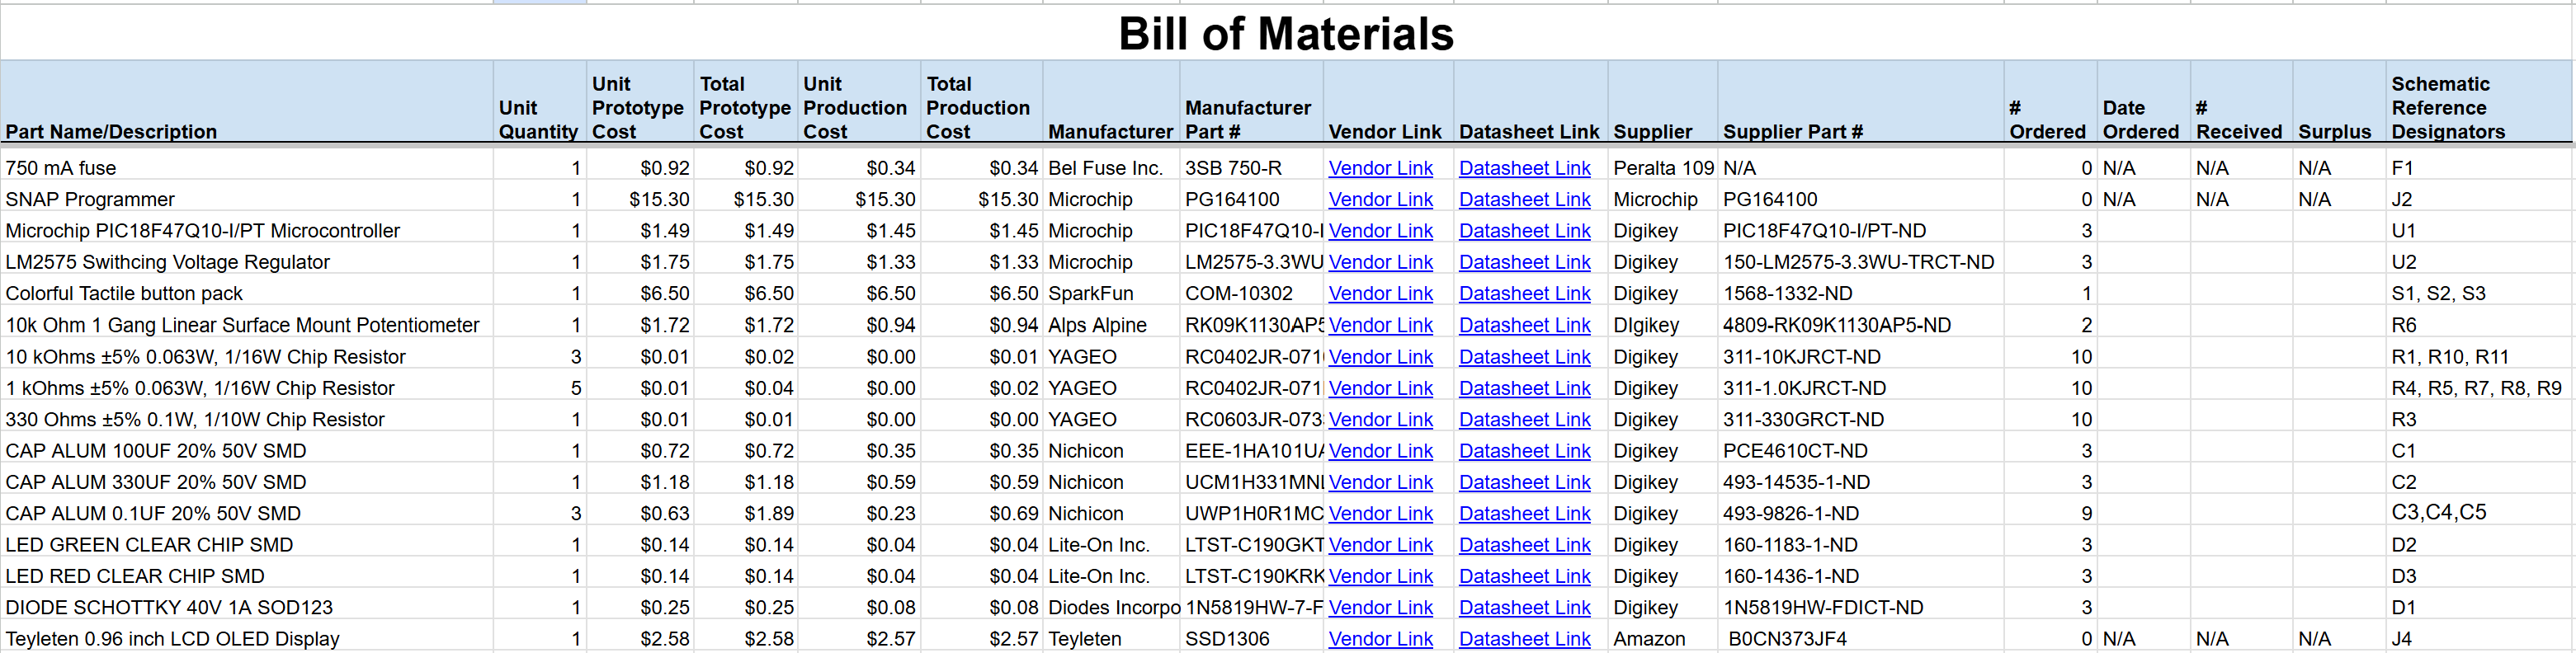 Bill of Materials
Part Name/Description Unit Quantity Unit Prototype Cost Total Prototype Cost Unit Production Cost Total Production Cost Manufacturer Manufacturer Part # Vendor Link Datasheet Link Supplier Supplier Part # # Ordered Date Ordered # Received Surplus Schematic Reference Designators
750 mA fuse 1 $0.92 $0.92 $0.34 $0.34 Bel Fuse Inc. 3SB 750-R Vendor Link Datasheet Link Peralta 109 N/A 0 N/A N/A N/A F1
SNAP Programmer 1 $15.30 $15.30 $15.30 $15.30 Microchip PG164100 Vendor Link Datasheet Link Microchip PG164100 0 N/A N/A N/A J2
Microchip PIC18F47Q10-I/PT Microcontroller 1 $1.49 $1.49 $1.45 $1.45 Microchip PIC18F47Q10-I Vendor Link Datasheet Link Digikey PIC18F47Q10-I/PT-ND 3 U1
LM2575 Swithcing Voltage Regulator 1 $1.75 $1.75 $1.33 $1.33 Microchip LM2575-3.3WU Vendor Link Datasheet Link Digikey 150-LM2575-3.3WU-TRCT-ND 3 U2
Colorful Tactile button pack 1 $6.50 $6.50 $6.50 $6.50 SparkFun COM-10302 Vendor Link Datasheet Link Digikey 1568-1332-ND 1 S1, S2, S3
10k Ohm 1 Gang Linear Surface Mount Potentiometer 1 $1.72 $1.72 $0.94 $0.94 Alps Alpine RK09K1130AP5 Vendor Link Datasheet Link DIgikey 4809-RK09K1130AP5-ND 2 R6
10 kOhms ±5% 0.063W, 1/16W Chip Resistor 3 $0.01 $0.02 $0.00 $0.01 YAGEO RC0402JR-071 Vendor Link Datasheet Link Digikey 311-10KJRCT-ND 10 R1, R10, R11
1 kOhms ±5% 0.063W, 1/16W Chip Resistor 5 $0.01 $0.04 $0.00 $0.02 YAGEO RC0402JR-071 Vendor Link Datasheet Link Digikey 311-1.0KJRCT-ND 10 R4, R5, R7, R8, R9
330 Ohms ±5% 0.1W, 1/10W Chip Resistor 1 $0.01 $0.01 $0.00 $0.00 YAGEO RC0603JR-073 Vendor Link Datasheet Link Digikey 311-330GRCT-ND 10 R3
CAP ALUM 100UF 20% 50V SMD 1 $0.72 $0.72 $0.35 $0.35 Nichicon EEE-1HA101U Vendor Link Datasheet Link Digikey PCE4610CT-ND 3 C1
CAP ALUM 330UF 20% 50V SMD 1 $1.18 $1.18 $0.59 $0.59 Nichicon UCM1H331MN Vendor Link Datasheet Link Digikey 493-14535-1-ND 3 C2
CAP ALUM 0.1UF 20% 50V SMD 3 $0.63 $1.89 $0.23 $0.69 Nichicon UWP1H0R1MC Vendor Link Datasheet Link Digikey 493-9826-1-ND 9 C3,C4,C5
LED GREEN CLEAR CHIP SMD 1 $0.14 $0.14 $0.04 $0.04 Lite-On Inc. LTST-C190GKT Vendor Link Datasheet Link Digikey 160-1183-1-ND 3 D2
LED RED CLEAR CHIP SMD 1 $0.14 $0.14 $0.04 $0.04 Lite-On Inc. LTST-C190KRK Vendor Link Datasheet Link Digikey 160-1436-1-ND 3 D3
DIODE SCHOTTKY 40V 1A SOD123 1 $0.25 $0.25 $0.08 $0.08 Diodes Incorpo 1N5819HW-7-F Vendor Link Datasheet Link Digikey 1N5819HW-FDICT-ND 3 D1
Teyleten 0.96 inch LCD OLED Display 1 $2.58 $2.58 $2.57 $2.57 Teyleten SSD1306 Vendor Link Datasheet Link Amazon B0CN373JF4 0 N/A N/A N/A J4